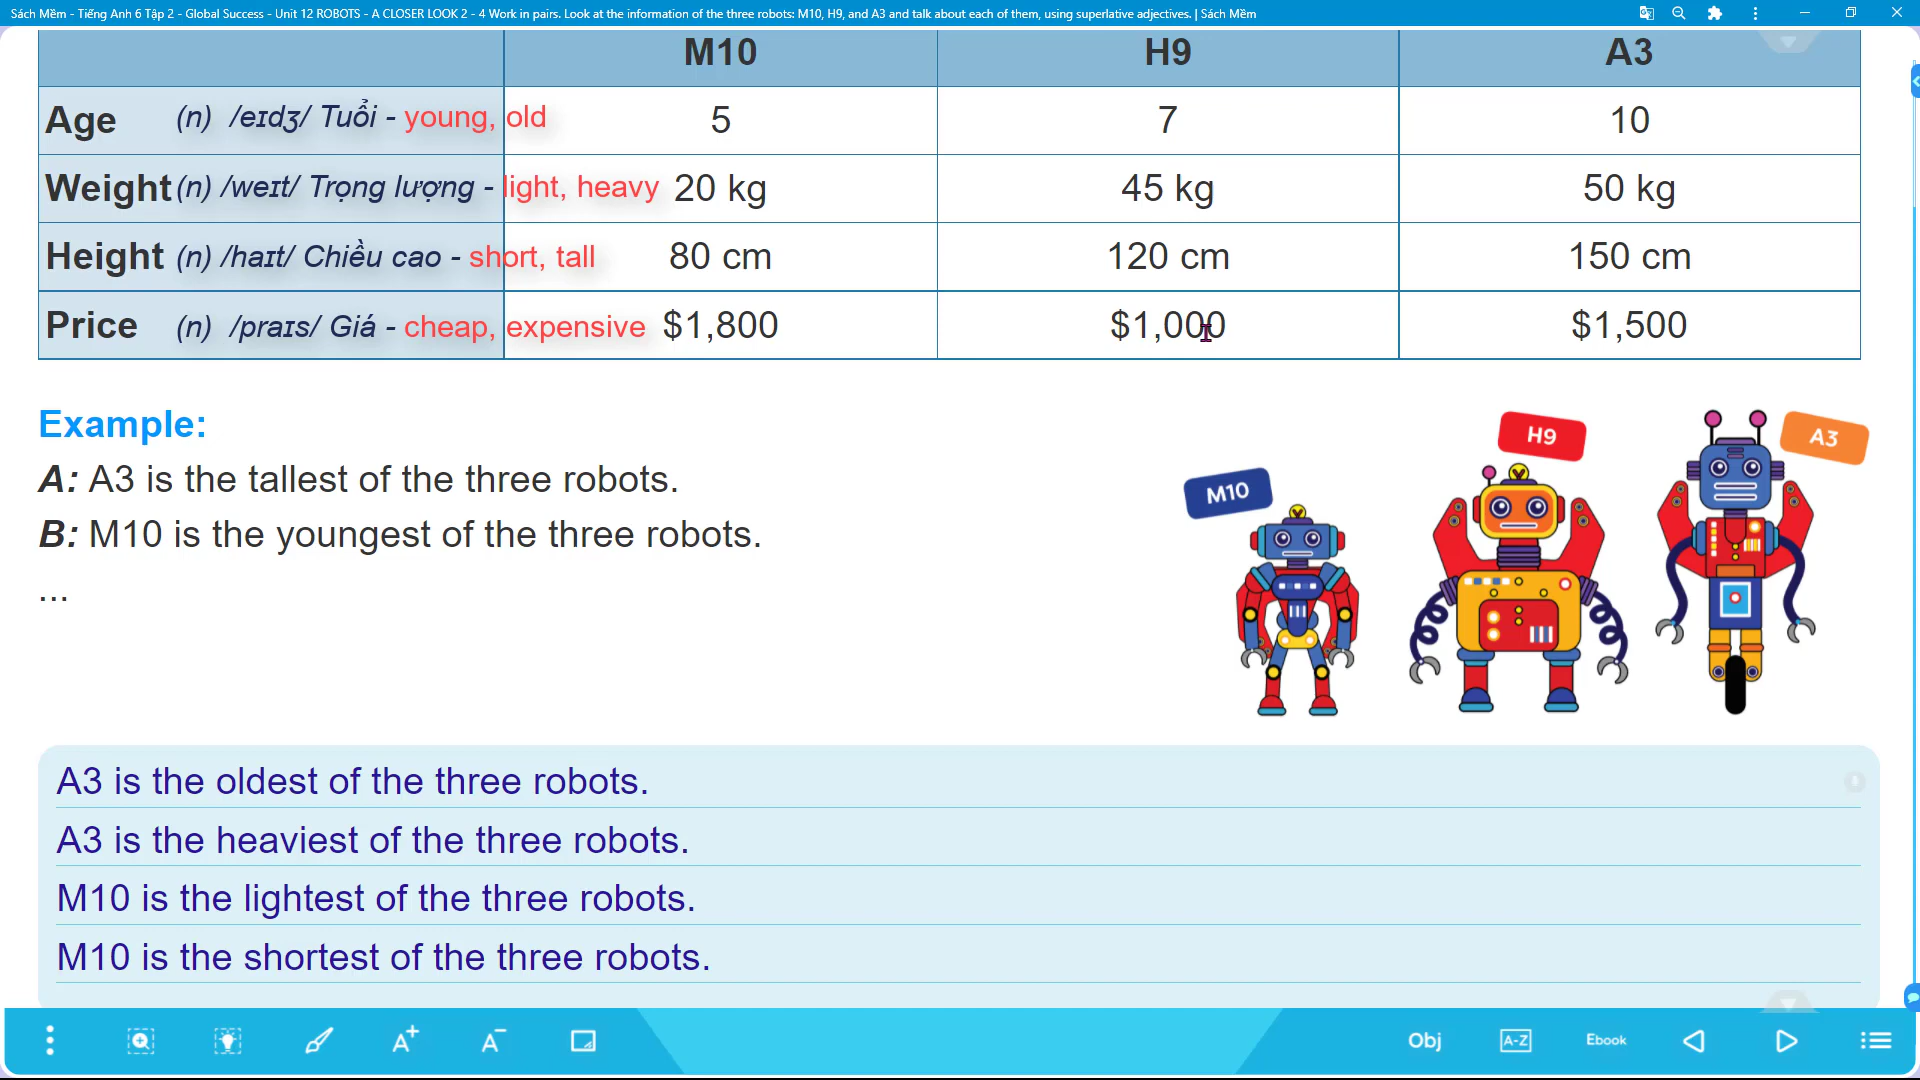 Sách Mềm - Tiếng Anh 6 Tập 2 - Global Success - Unit 12 ROBOTS - A CLOSER LOOK 2 - 4 Work in pairs. Look at the information of the three robots: M10, H9, and A3 and talk about each of them, using superlative adjectives. | Sách Mềm
M10 H9 A3
Age (n) /eɪdʒ/ Tuổi - young, old 5 7 10
Weight (n) /weɪt/ Trọng lượng - light, heavy 20 kg 45 kg 50 kg
Height (n) /haɪt/ Chiều cao - short, tall 80 cm 120 cm 150 cm
Price (n) /praɪs/ Giá - cheap, expensive $1,800 $1,000 $1,500
Example:
A: A3 is the tallest of the three robots.
B: M10 is the youngest of the three robots.
...
M10
H9
A3
A3 is the oldest of the three robots.
A3 is the heaviest of the three robots.
M10 is the lightest of the three robots.
M10 is the shortest of the three robots.
A+ A- Obj A-Z Ebook